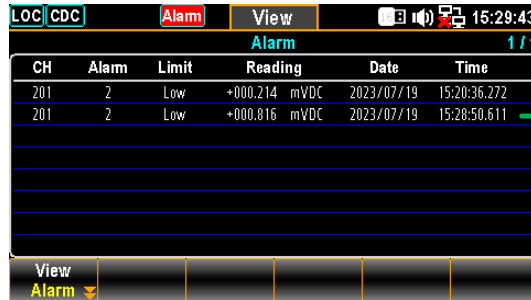 LOC CDC Alarm View 15:29:43
Alarm 1 / 1
CH Alarm Limit Reading Date Time
201 2 Low +000.214 mVDC 2023/07/19 15:20:36.272
201 2 Low +000.816 mVDC 2023/07/19 15:28:50.611
View
Alarm